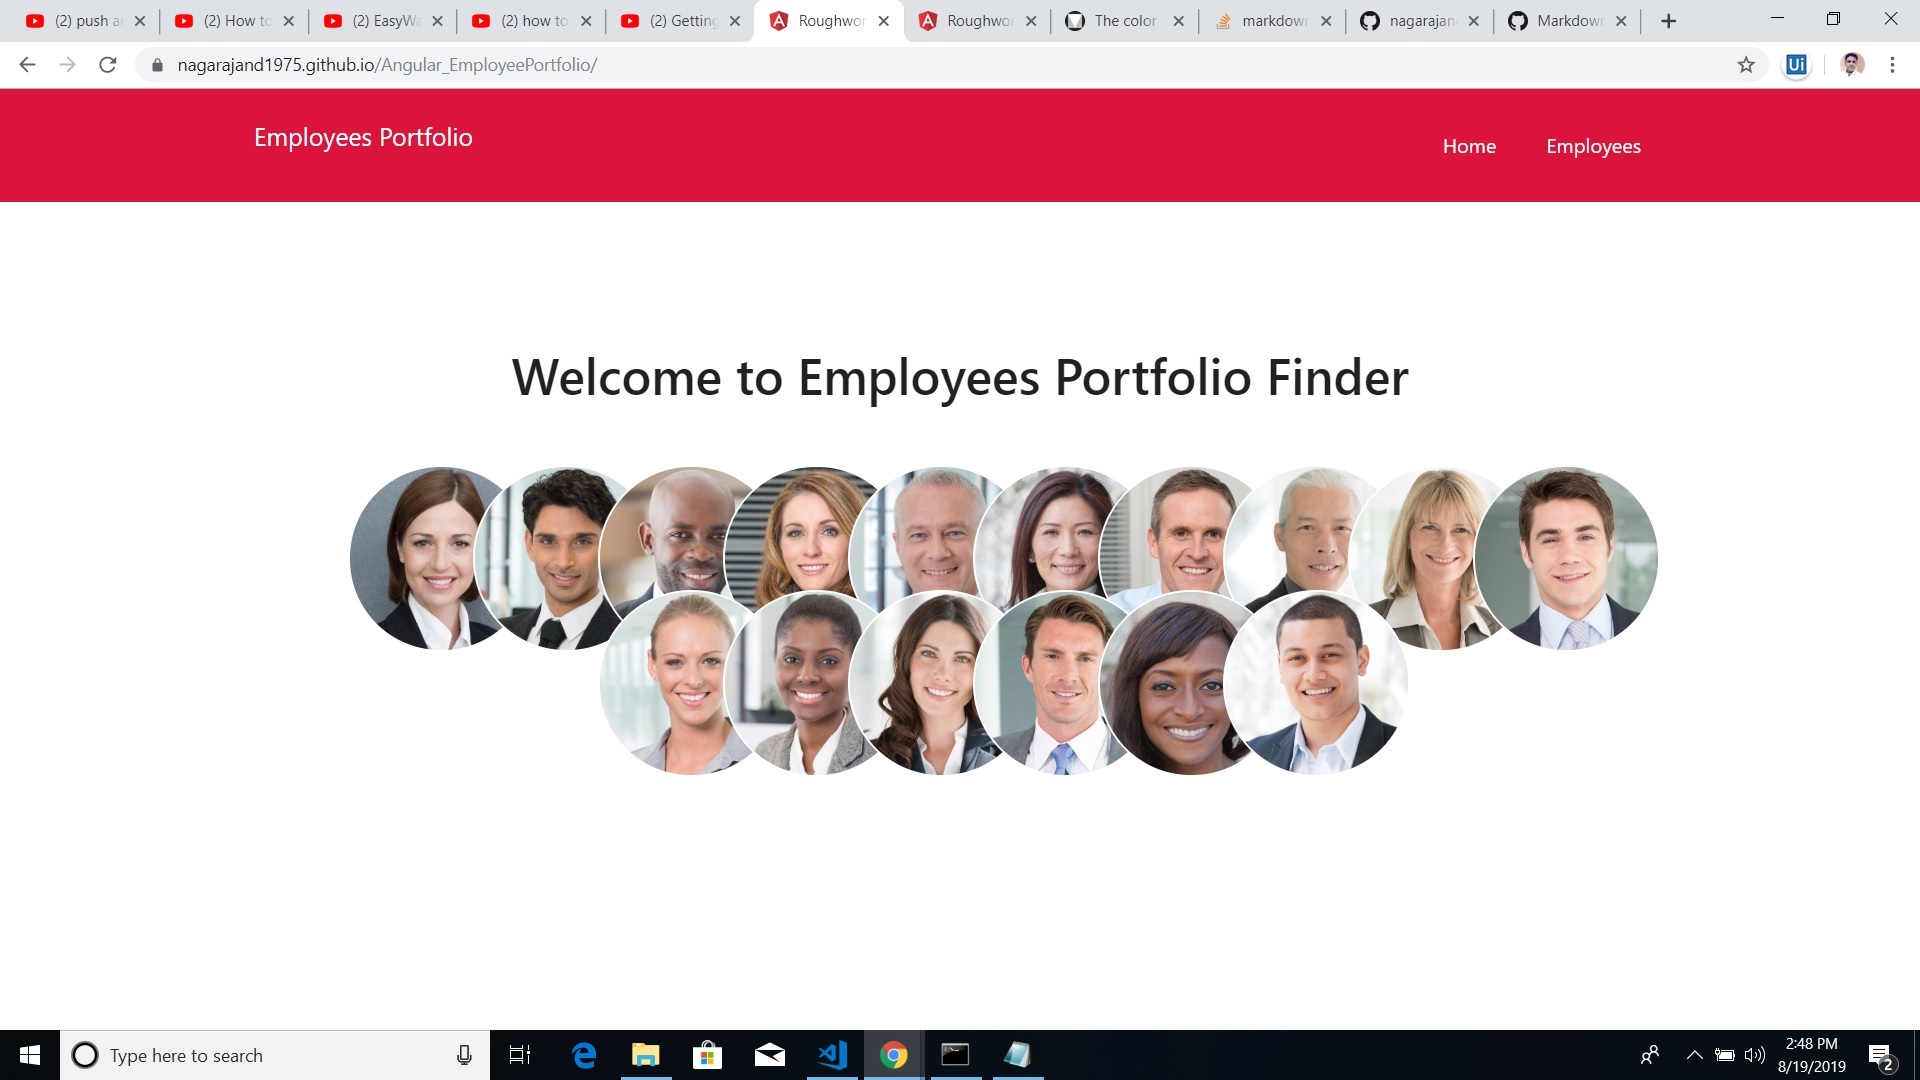 (2) push a
(2) How to
(2) EasyWa
(2) how to
(2) Getting
Roughwor
Roughwor
The color
markdown
nagarajan
Markdown
nagarajand1975.github.io/Angular_EmployeePortfolio/
Ui
Employees Portfolio
Home
Employees
Welcome to Employees Portfolio Finder
Type here to search
2:48 PM
8/19/2019
2